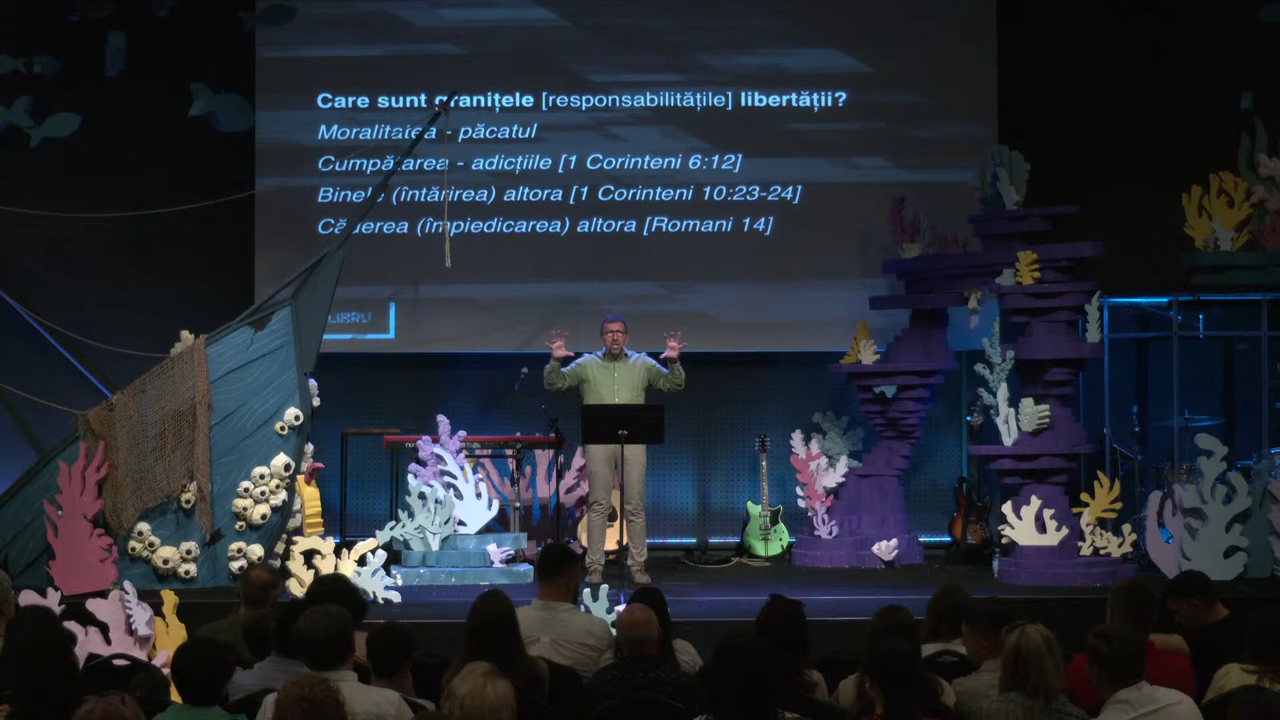 Care sunt granițele [responsabilitățile] libertății?
Moralitatea - păcatul
Cumpătarea - adicțiile [1 Corinteni 6:12]
Binele (întărirea) altora [1 Corinteni 10:23-24]
Căderea (împiedicarea) altora [Romani 14]
LIBRU